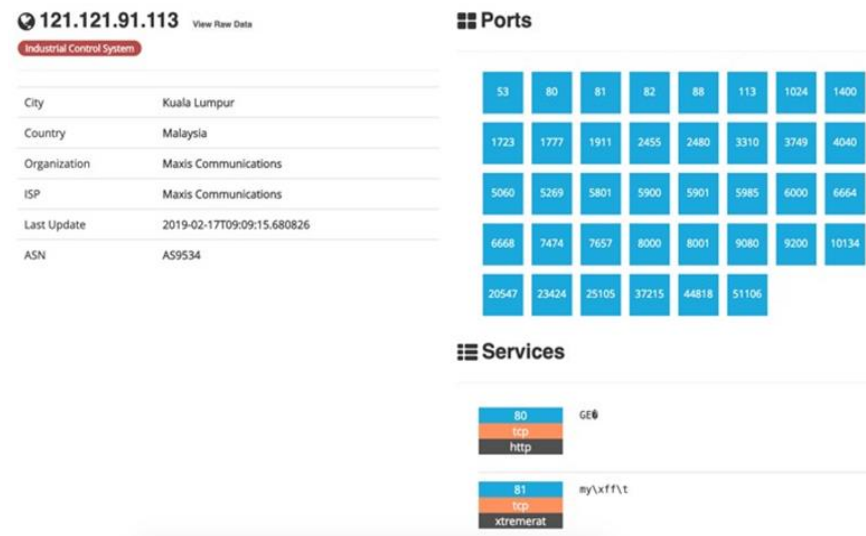 121.121.91.113 View Raw Data
Industrial Control System
City Kuala Lumpur
Country Malaysia
Organization Maxis Communications
ISP Maxis Communications
Last Update 2019-02-17T09:09:15.680826
ASN AS9534
Ports
53 80 81 82 88 113 1024 1400
1723 1777 1911 2455 2480 3310 3749 4040
5060 5269 5801 5900 5901 5985 6000 6664
6668 7474 7657 8000 8001 9080 9200 10134
20547 23424 25105 37215 44818 51106
Services
80
tcp
http
GE�
81
tcp
xtremerat
my\xff\t